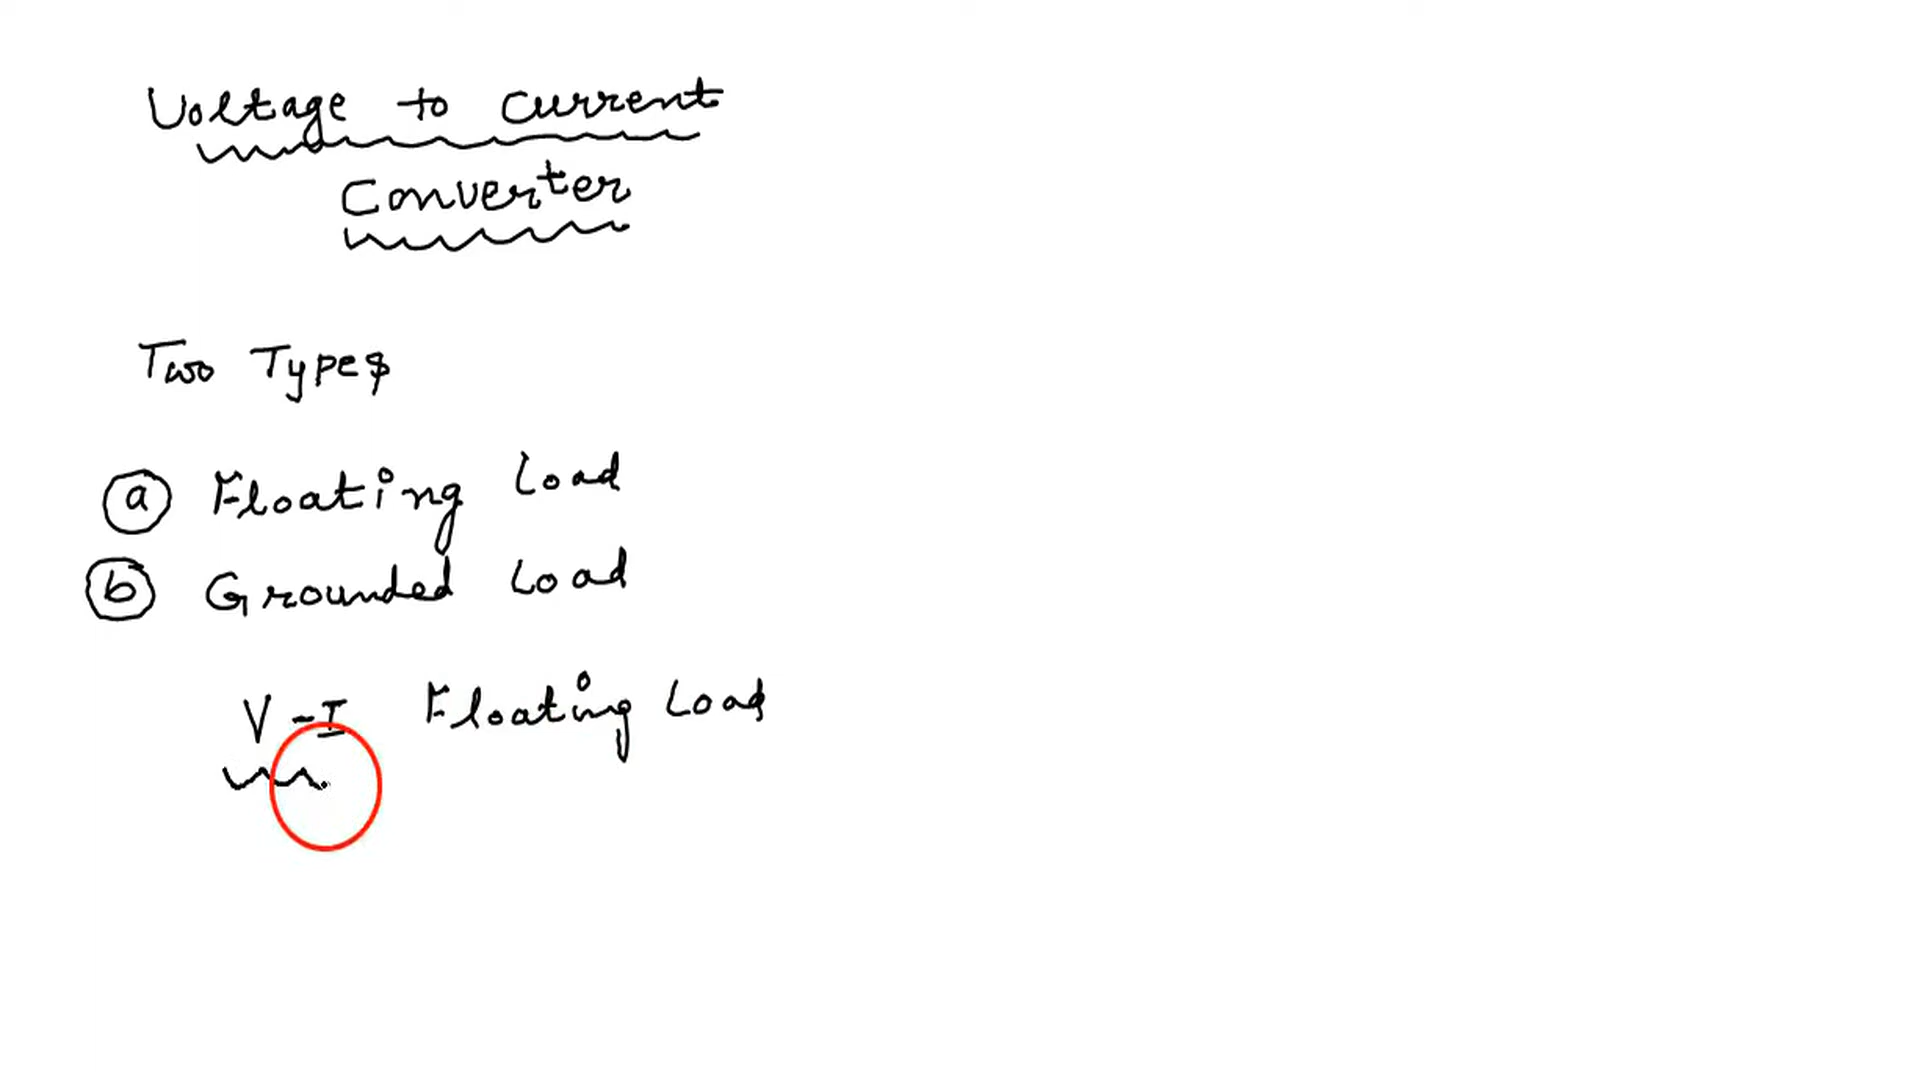 Voltage to current
Converter
Two Types
a Floating Load
b Grounded Load
V-I Floating Load